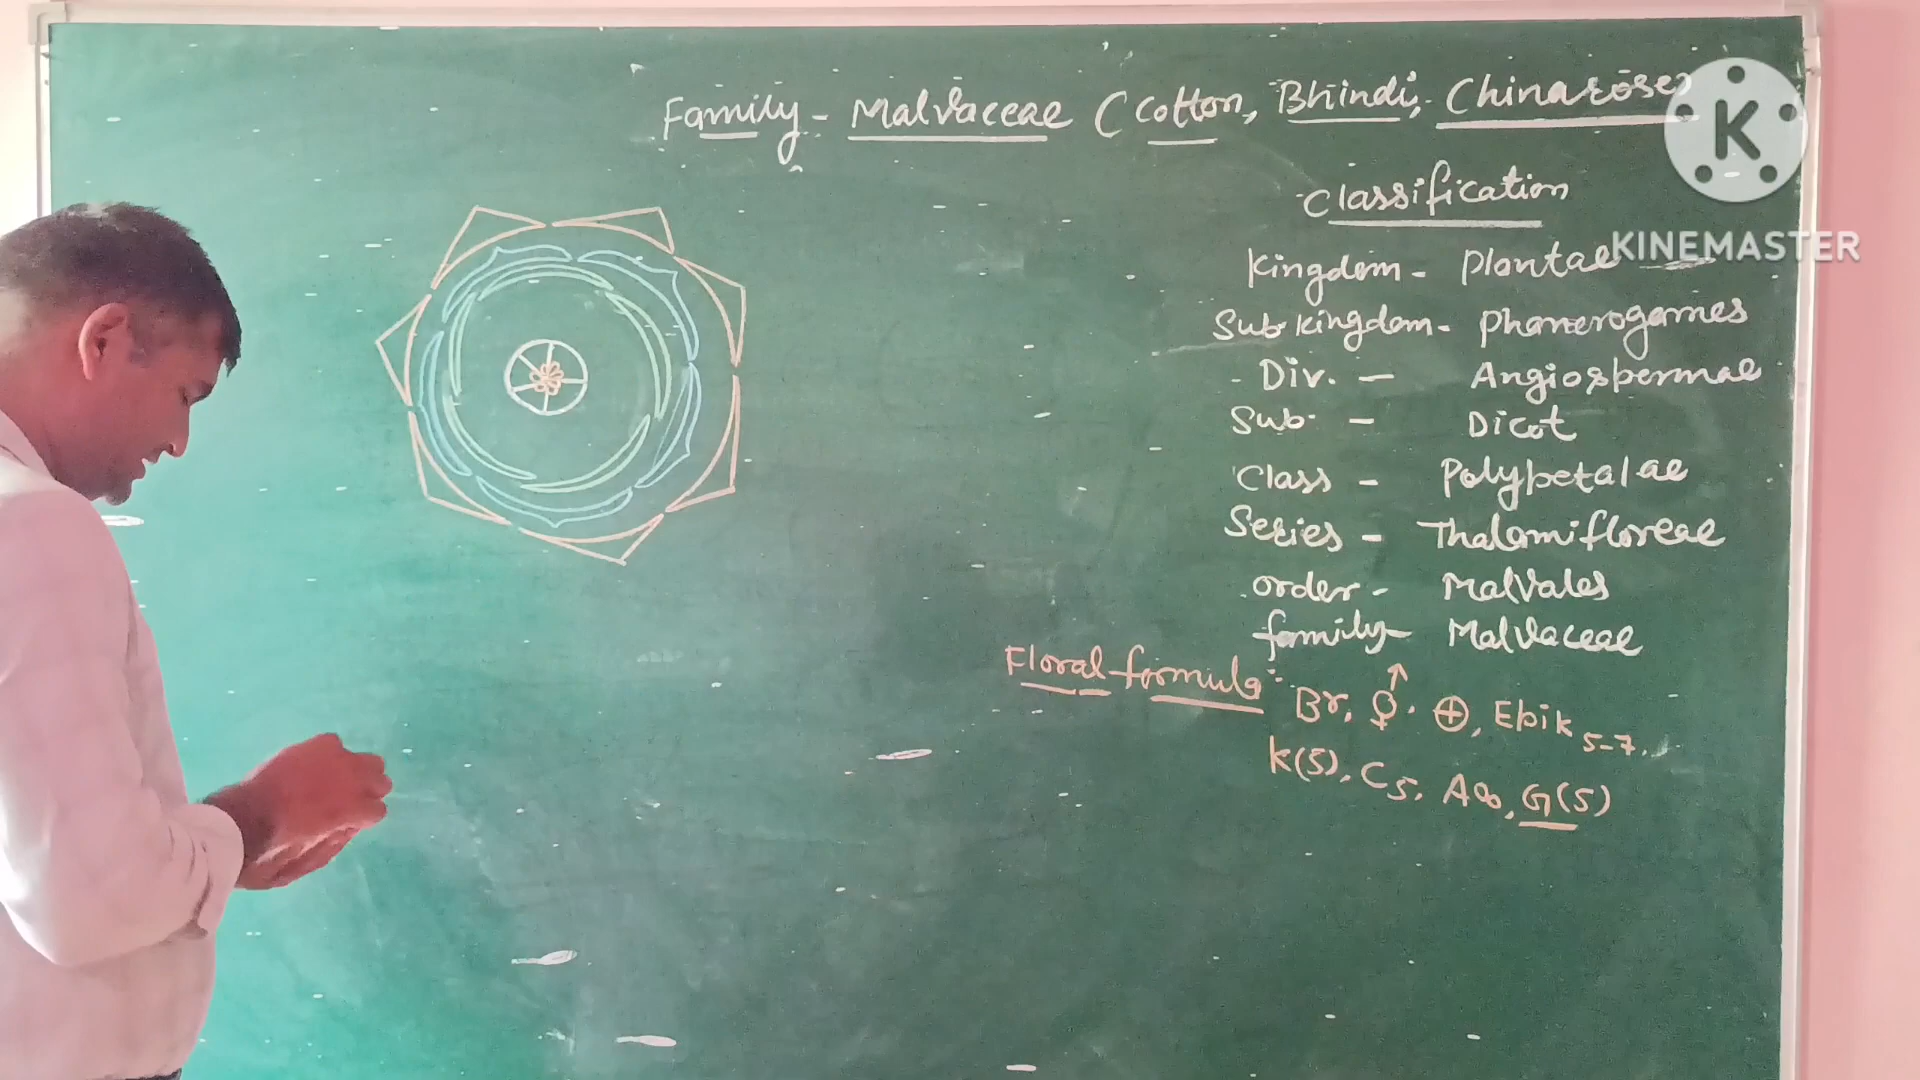 Family - Malvaceae (Cotton, Bhindi, Chinarose)
Classification
Kingdom - Plantae
Sub kingdom - Phanerogames
Div. - Angiospermae
Sub - Dicot
Class - Polypetalae
Series - Thalamifloreae
order - Malvales
family - Malvaceae
Floral formula :- Br, ⚥, ⊕, Epik 5-7,
K(5), C5, A∞, G(5)
K
KINEMASTER